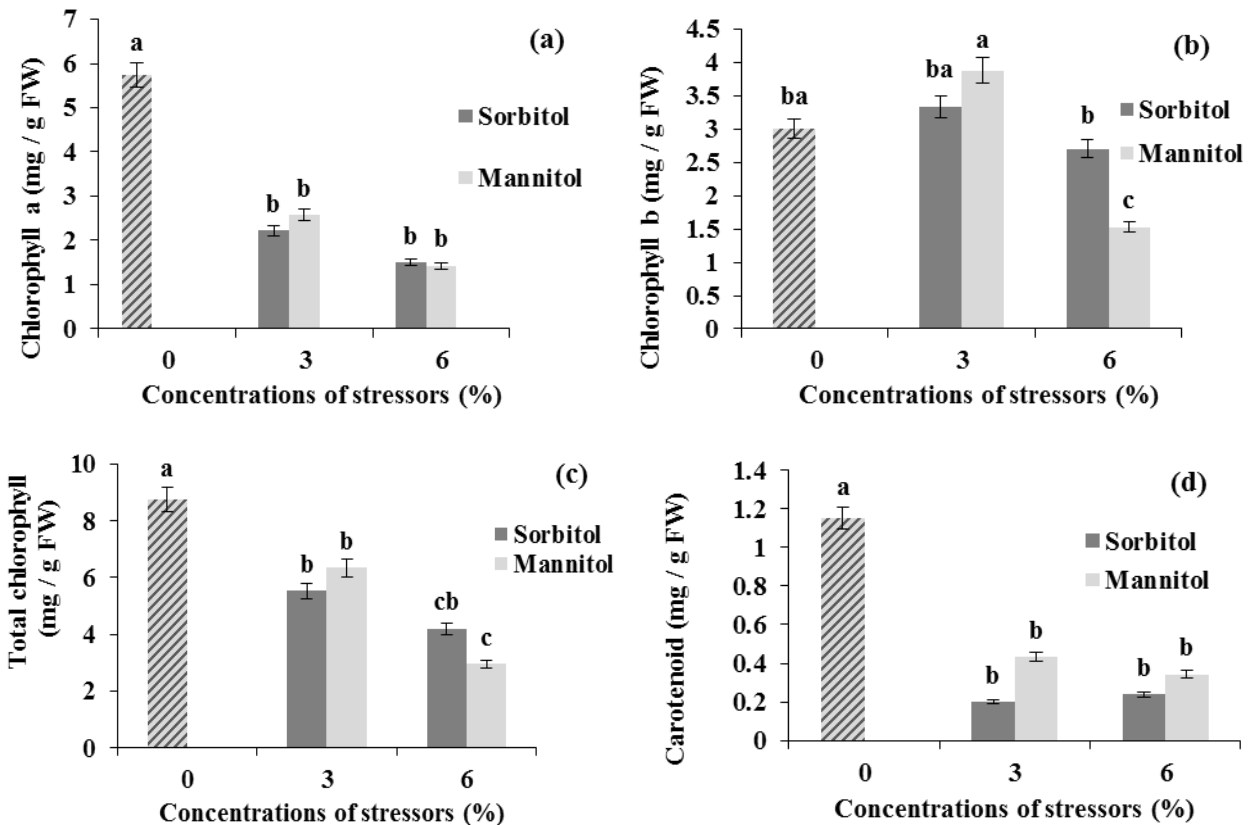 (a)
Chlorophyll a (mg / g FW)
7
6
5
4
3
2
1
0
a
b b
b b
Sorbitol
Mannitol
0 3 6
Concentrations of stressors (%)
(b)
Chlorophyll b (mg / g FW)
4.5
4
3.5
3
2.5
2
1.5
1
0.5
0
ba
ba a
b c
Sorbitol
Mannitol
0 3 6
Concentrations of stressors (%)
(c)
Total chlorophyll
(mg / g FW)
10
8
6
4
2
0
a
b b
cb c
Sorbitol
Mannitol
0 3 6
Concentrations of stressors (%)
(d)
Carotenoid (mg / g FW)
1.4
1.2
1
0.8
0.6
0.4
0.2
0
a
b b
b b
Sorbitol
Mannitol
0 3 6
Concentrations of stressors (%)